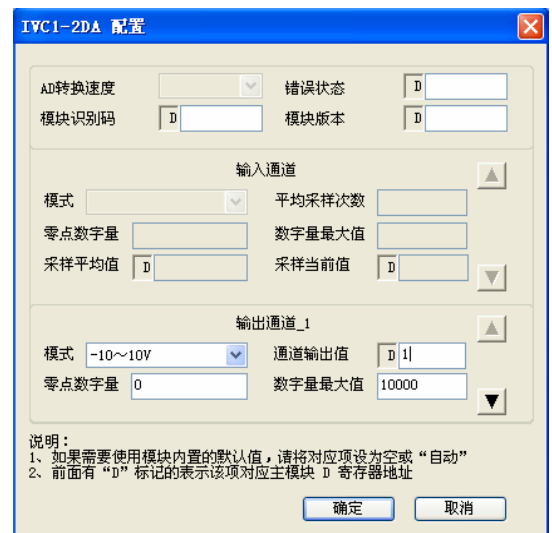 IVC1-2DA 配置
AD转换速度 错误状态 D
模块识别码 D 模块版本 D
输入通道
模式 平均采样次数
零点数字量 数字量最大值
采样平均值 D 采样当前值 D
输出通道_1
模式 -10～10V 通道输出值 D 1
零点数字量 0 数字量最大值 10000
说明：
1、如果需要使用模块内置的默认值，请将对应项设为空或“自动”
2、前面有“D”标记的表示该项对应主模块 D 寄存器地址
确定 取消